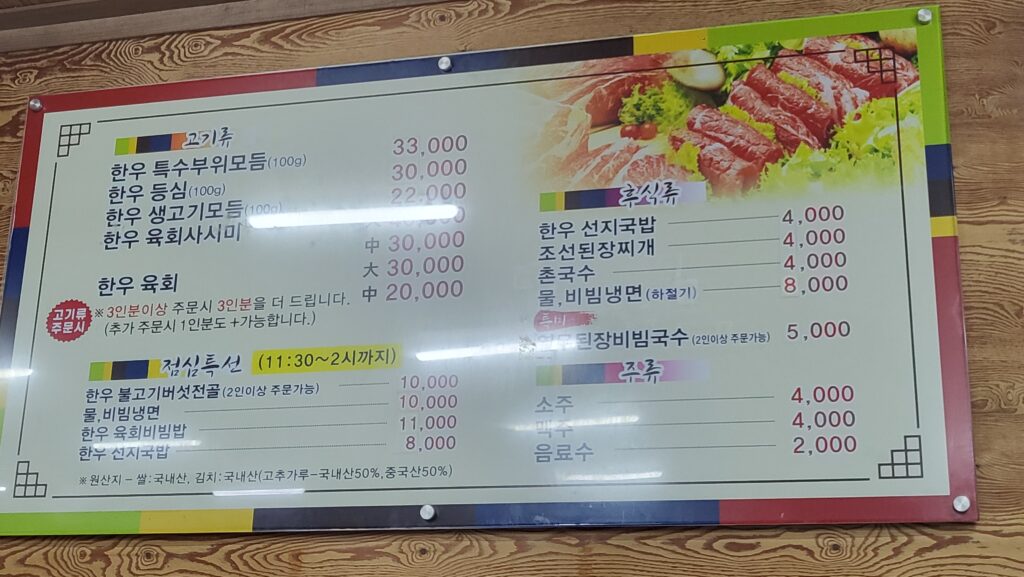 고기류
한우 특수부위모듬(100g) 33,000
한우 등심(100g) 30,000
한우 생고기모듬(100g) 22,000
한우 육회사시미
中 30,000
한우 육회 大 30,000
中 20,000
고기류 주문시
※ 3인분이상 주문시 3인분을 더 드립니다.
(추가 주문시 1인분도 +가능합니다.)
점심특선 (11:30~2시까지)
한우 불고기버섯전골(2인이상 주문가능) 10,000
물,비빔냉면 10,000
한우 육회비빔밥 11,000
한우 선지국밥 8,000
※원산지 – 쌀:국내산, 김치:국내산(고추가루–국내산50%,중국산50%)
후식류
한우 선지국밥 4,000
조선된장찌개 4,000
촌국수 4,000
물,비빔냉면(하절기) 8,000
특미
된장비빔국수(2인이상 주문가능) 5,000
주류
소주 4,000
맥주 4,000
음료수 2,000